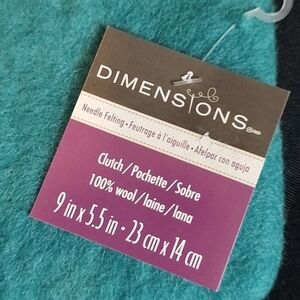 DIMENSIONS
Needle Felting • Feutrage à l'aiguille • Afelpar con aguja
Clutch / Pochette / Sobre
100% wool / laine / lana
9 in x 5.5 in • 23 cm x 14 cm